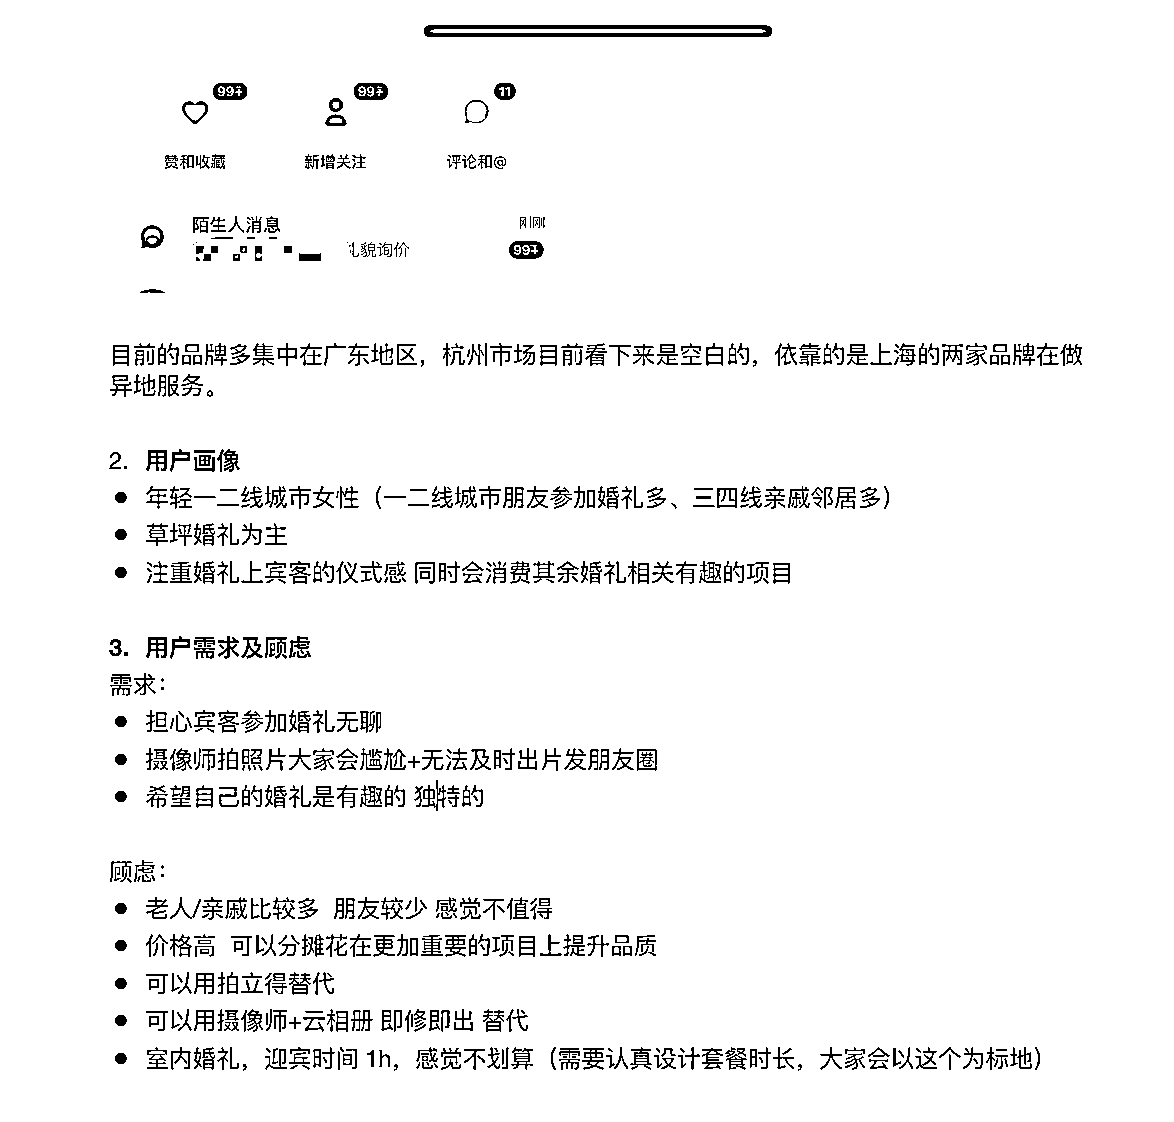 99+ 99+ 11
赞和收藏 新增关注 评论和@
陌生人消息 刚刚
礼貌询价 99+
目前的品牌多集中在广东地区，杭州市场目前看下来是空白的，依靠的是上海的两家品牌在做
异地服务。
2. 用户画像
● 年轻一二线城市女性（一二线城市朋友参加婚礼多、三四线亲戚邻居多）
● 草坪婚礼为主
● 注重婚礼上宾客的仪式感 同时会消费其余婚礼相关有趣的项目
3. 用户需求及顾虑
需求：
● 担心宾客参加婚礼无聊
● 摄像师拍照片大家会尴尬+无法及时出片发朋友圈
● 希望自己的婚礼是有趣的 独特的
顾虑：
● 老人/亲戚比较多 朋友较少 感觉不值得
● 价格高 可以分摊花在更加重要的项目上提升品质
● 可以用拍立得替代
● 可以用摄像师+云相册 即修即出 替代
● 室内婚礼，迎宾时间 1h，感觉不划算（需要认真设计套餐时长，大家会以这个为标地）